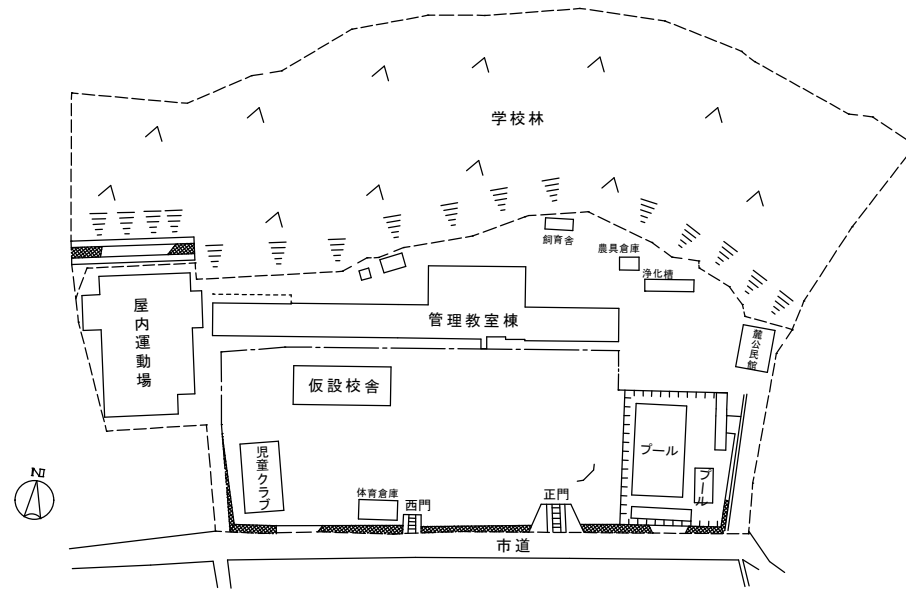 学校林
飼育舎
農具倉庫
浄化槽
屋内運動場
管理教室棟
麓公民館
仮設校舎
児童クラブ
プール
プール
N
体育倉庫
西門
正門
市道